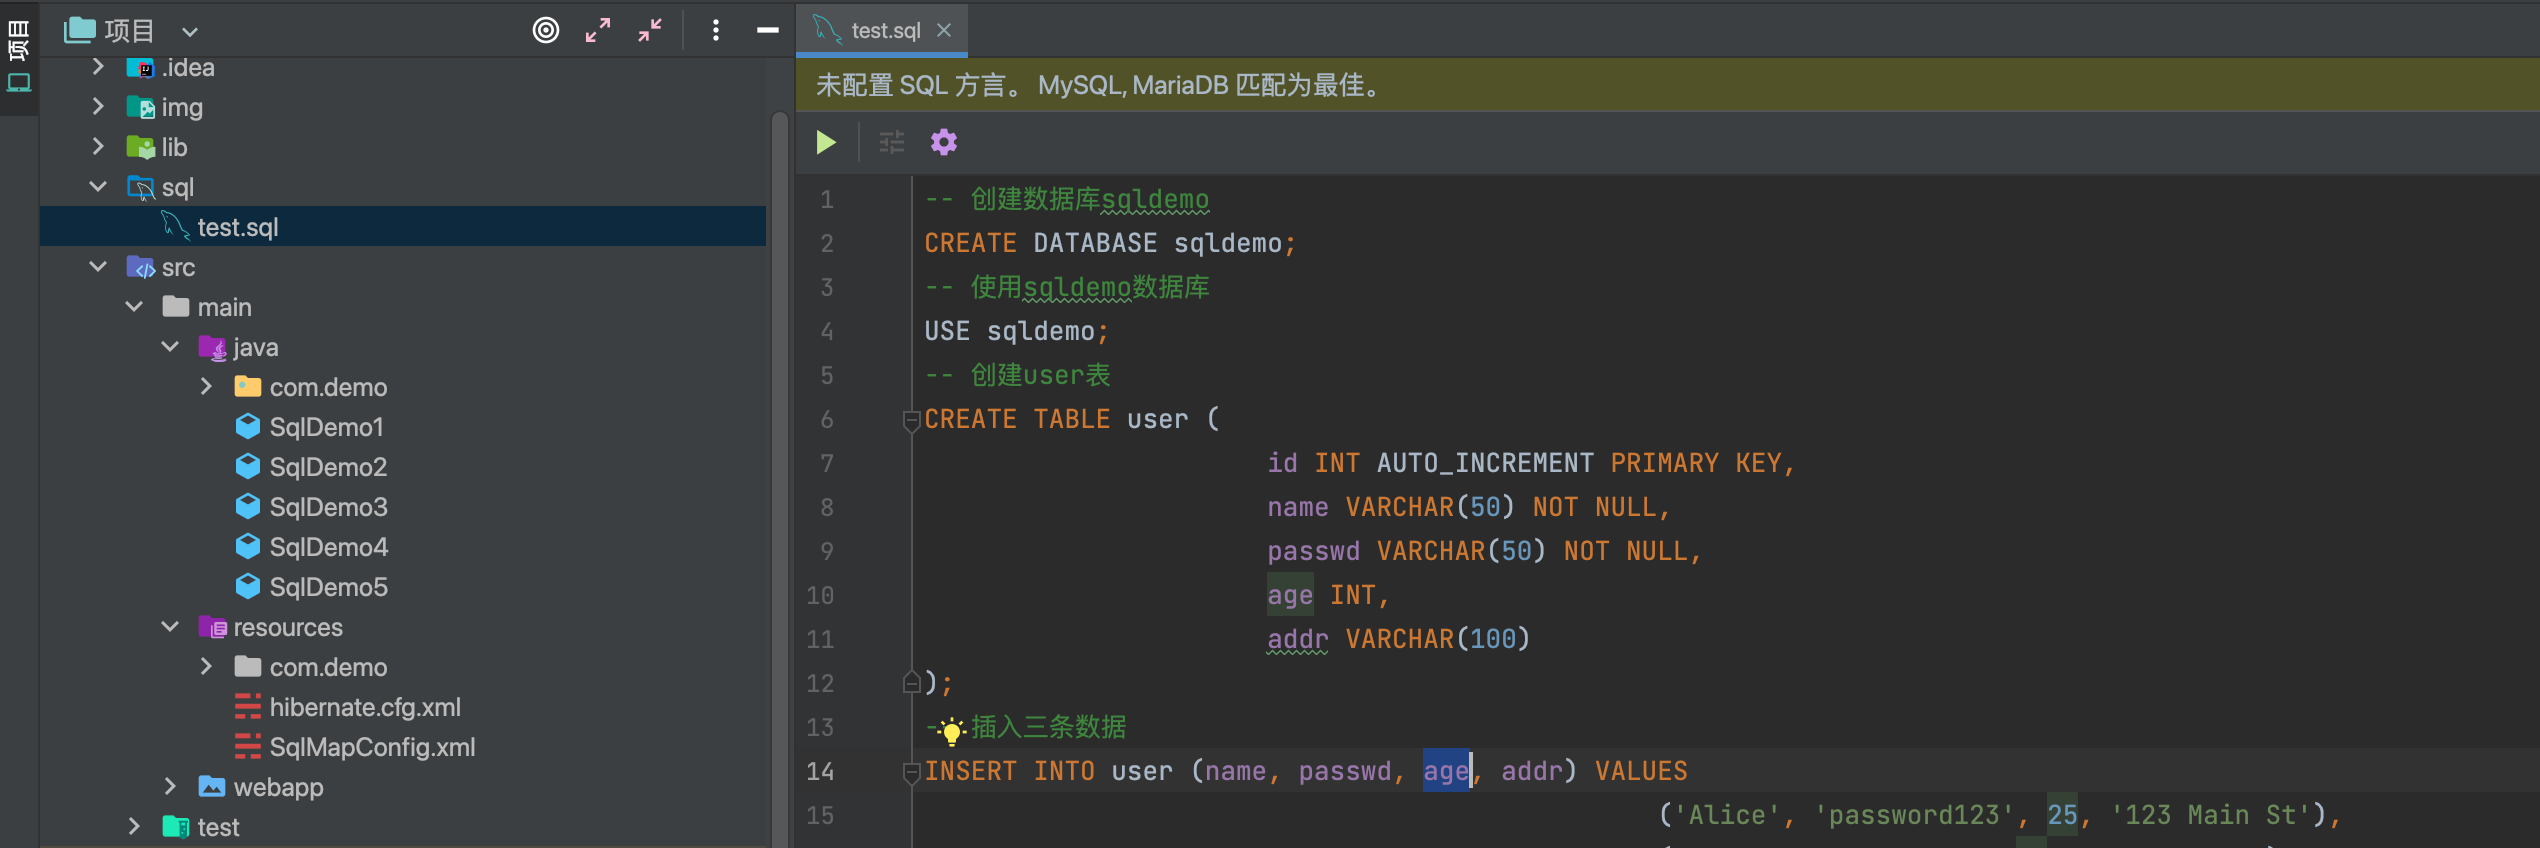 项目
项目
.idea
img
lib
sql
test.sql
src
main
java
com.demo
SqlDemo1
SqlDemo2
SqlDemo3
SqlDemo4
SqlDemo5
resources
com.demo
hibernate.cfg.xml
SqlMapConfig.xml
webapp
test
test.sql
未配置 SQL 方言。 MySQL, MariaDB 匹配为最佳。
1 -- 创建数据库sqldemo
2 CREATE DATABASE sqldemo;
3 -- 使用sqldemo数据库
4 USE sqldemo;
5 -- 创建user表
6 CREATE TABLE user (
7 id INT AUTO_INCREMENT PRIMARY KEY,
8 name VARCHAR(50) NOT NULL,
9 passwd VARCHAR(50) NOT NULL,
10 age INT,
11 addr VARCHAR(100)
12 );
13 - 插入三条数据
14 INSERT INTO user (name, passwd, age, addr) VALUES
15 ('Alice', 'password123', 25, '123 Main St'),